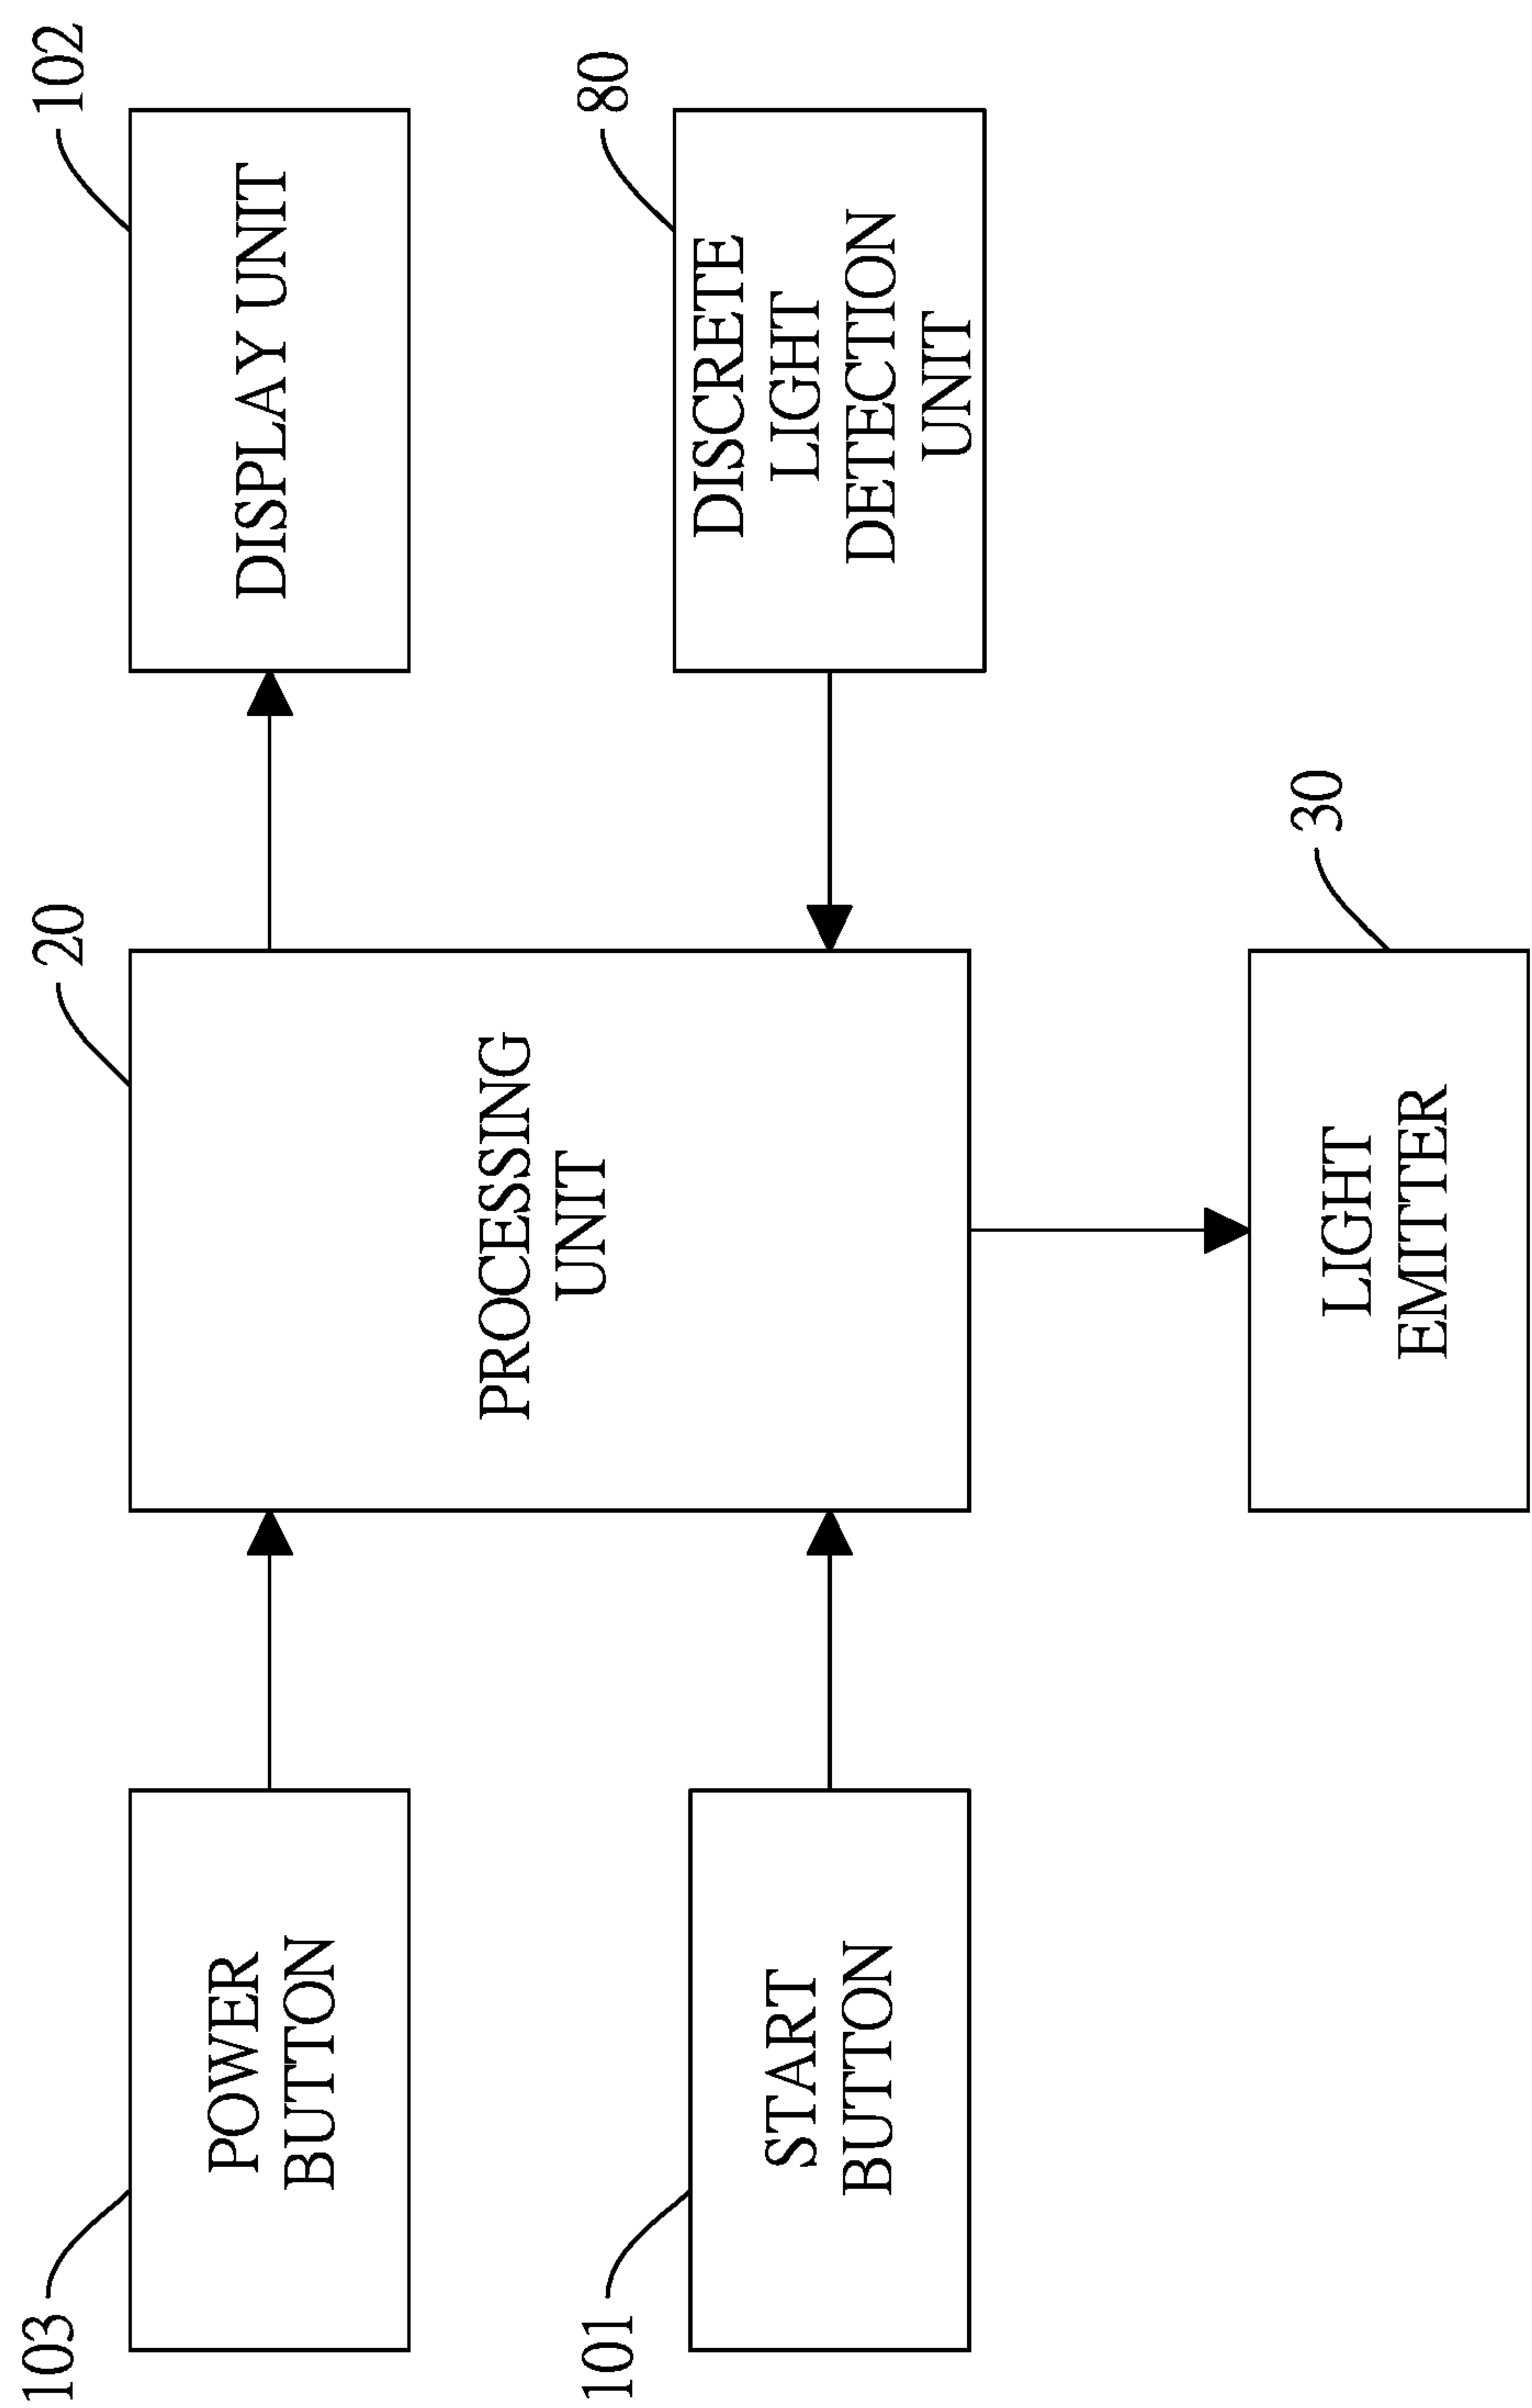 103
POWER
BUTTON
20
PROCESSING
UNIT
102
DISPLAY UNIT
101
START
BUTTON
80
DISCRETE
LIGHT
DETECTION
UNIT
30
LIGHT
EMITTER